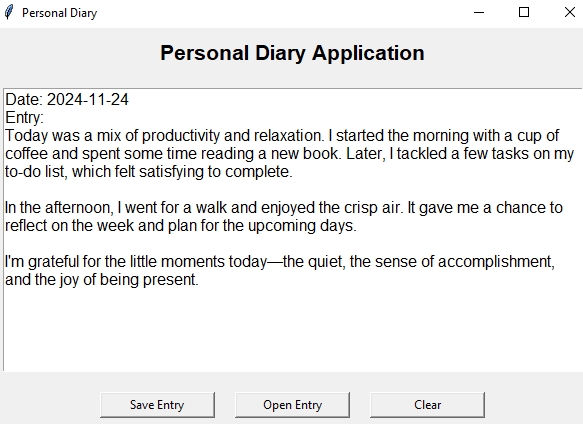 Personal Diary
Personal Diary Application
Date: 2024-11-24
Entry:
Today was a mix of productivity and relaxation. I started the morning with a cup of
coffee and spent some time reading a new book. Later, I tackled a few tasks on my
to-do list, which felt satisfying to complete.
In the afternoon, I went for a walk and enjoyed the crisp air. It gave me a chance to
reflect on the week and plan for the upcoming days.
I'm grateful for the little moments today—the quiet, the sense of accomplishment,
and the joy of being present.
Save Entry Open Entry Clear